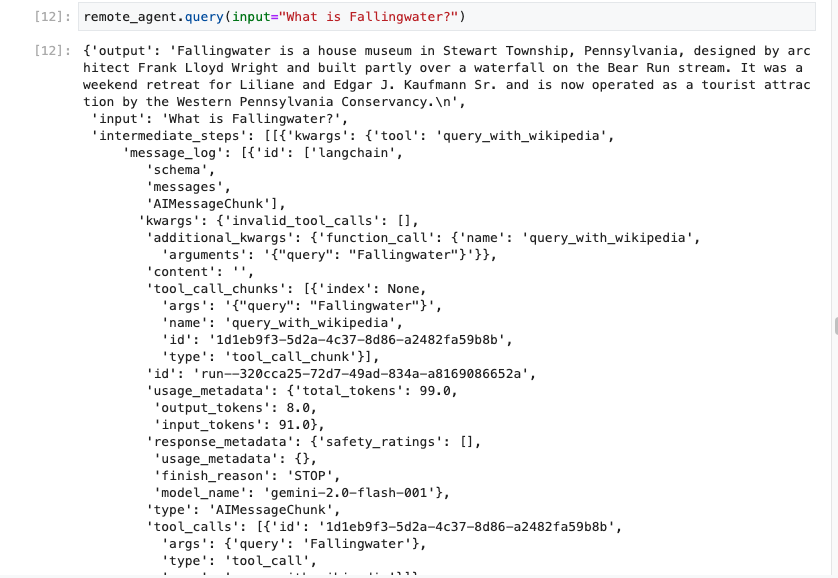 [12]: remote_agent.query(input="What is Fallingwater?")
[12]: {'output': 'Fallingwater is a house museum in Stewart Township, Pennsylvania, designed by arc
hitect Frank Lloyd Wright and built partly over a waterfall on the Bear Run stream. It was a
weekend retreat for Liliane and Edgar J. Kaufmann Sr. and is now operated as a tourist attrac
tion by the Western Pennsylvania Conservancy.\n',
'input': 'What is Fallingwater?',
'intermediate_steps': [[{'kwargs': {'tool': 'query_with_wikipedia',
'message_log': [{'id': ['langchain',
'schema',
'messages',
'AIMessageChunk'],
'kwargs': {'invalid_tool_calls': [],
'additional_kwargs': {'function_call': {'name': 'query_with_wikipedia',
'arguments': '{"query": "Fallingwater"}'}},
'content': '',
'tool_call_chunks': [{'index': None,
'args': '{"query": "Fallingwater"}',
'name': 'query_with_wikipedia',
'id': '1d1eb9f3-5d2a-4c37-8d86-a2482fa59b8b',
'type': 'tool_call_chunk'}],
'id': 'run--320cca25-72d7-49ad-834a-a8169086652a',
'usage_metadata': {'total_tokens': 99.0,
'output_tokens': 8.0,
'input_tokens': 91.0},
'response_metadata': {'safety_ratings': [],
'usage_metadata': {},
'finish_reason': 'STOP',
'model_name': 'gemini-2.0-flash-001'},
'type': 'AIMessageChunk',
'tool_calls': [{'id': '1d1eb9f3-5d2a-4c37-8d86-a2482fa59b8b',
'args': {'query': 'Fallingwater'},
'type': 'tool_call',